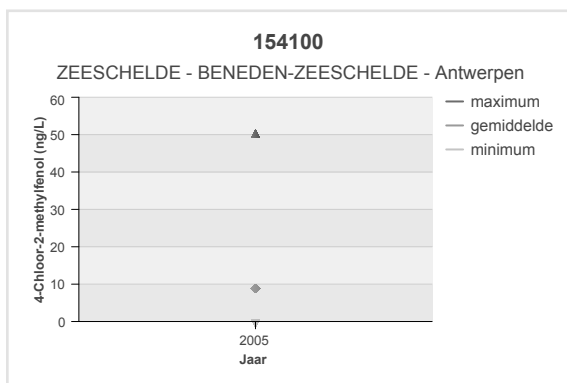 154100
ZEESCHELDE - BENEDEN-ZEESCHELDE - Antwerpen
4-Chloor-2-methylfenol (ng/L)
60
50
40
30
20
10
0
2005
Jaar
maximum
gemiddelde
minimum